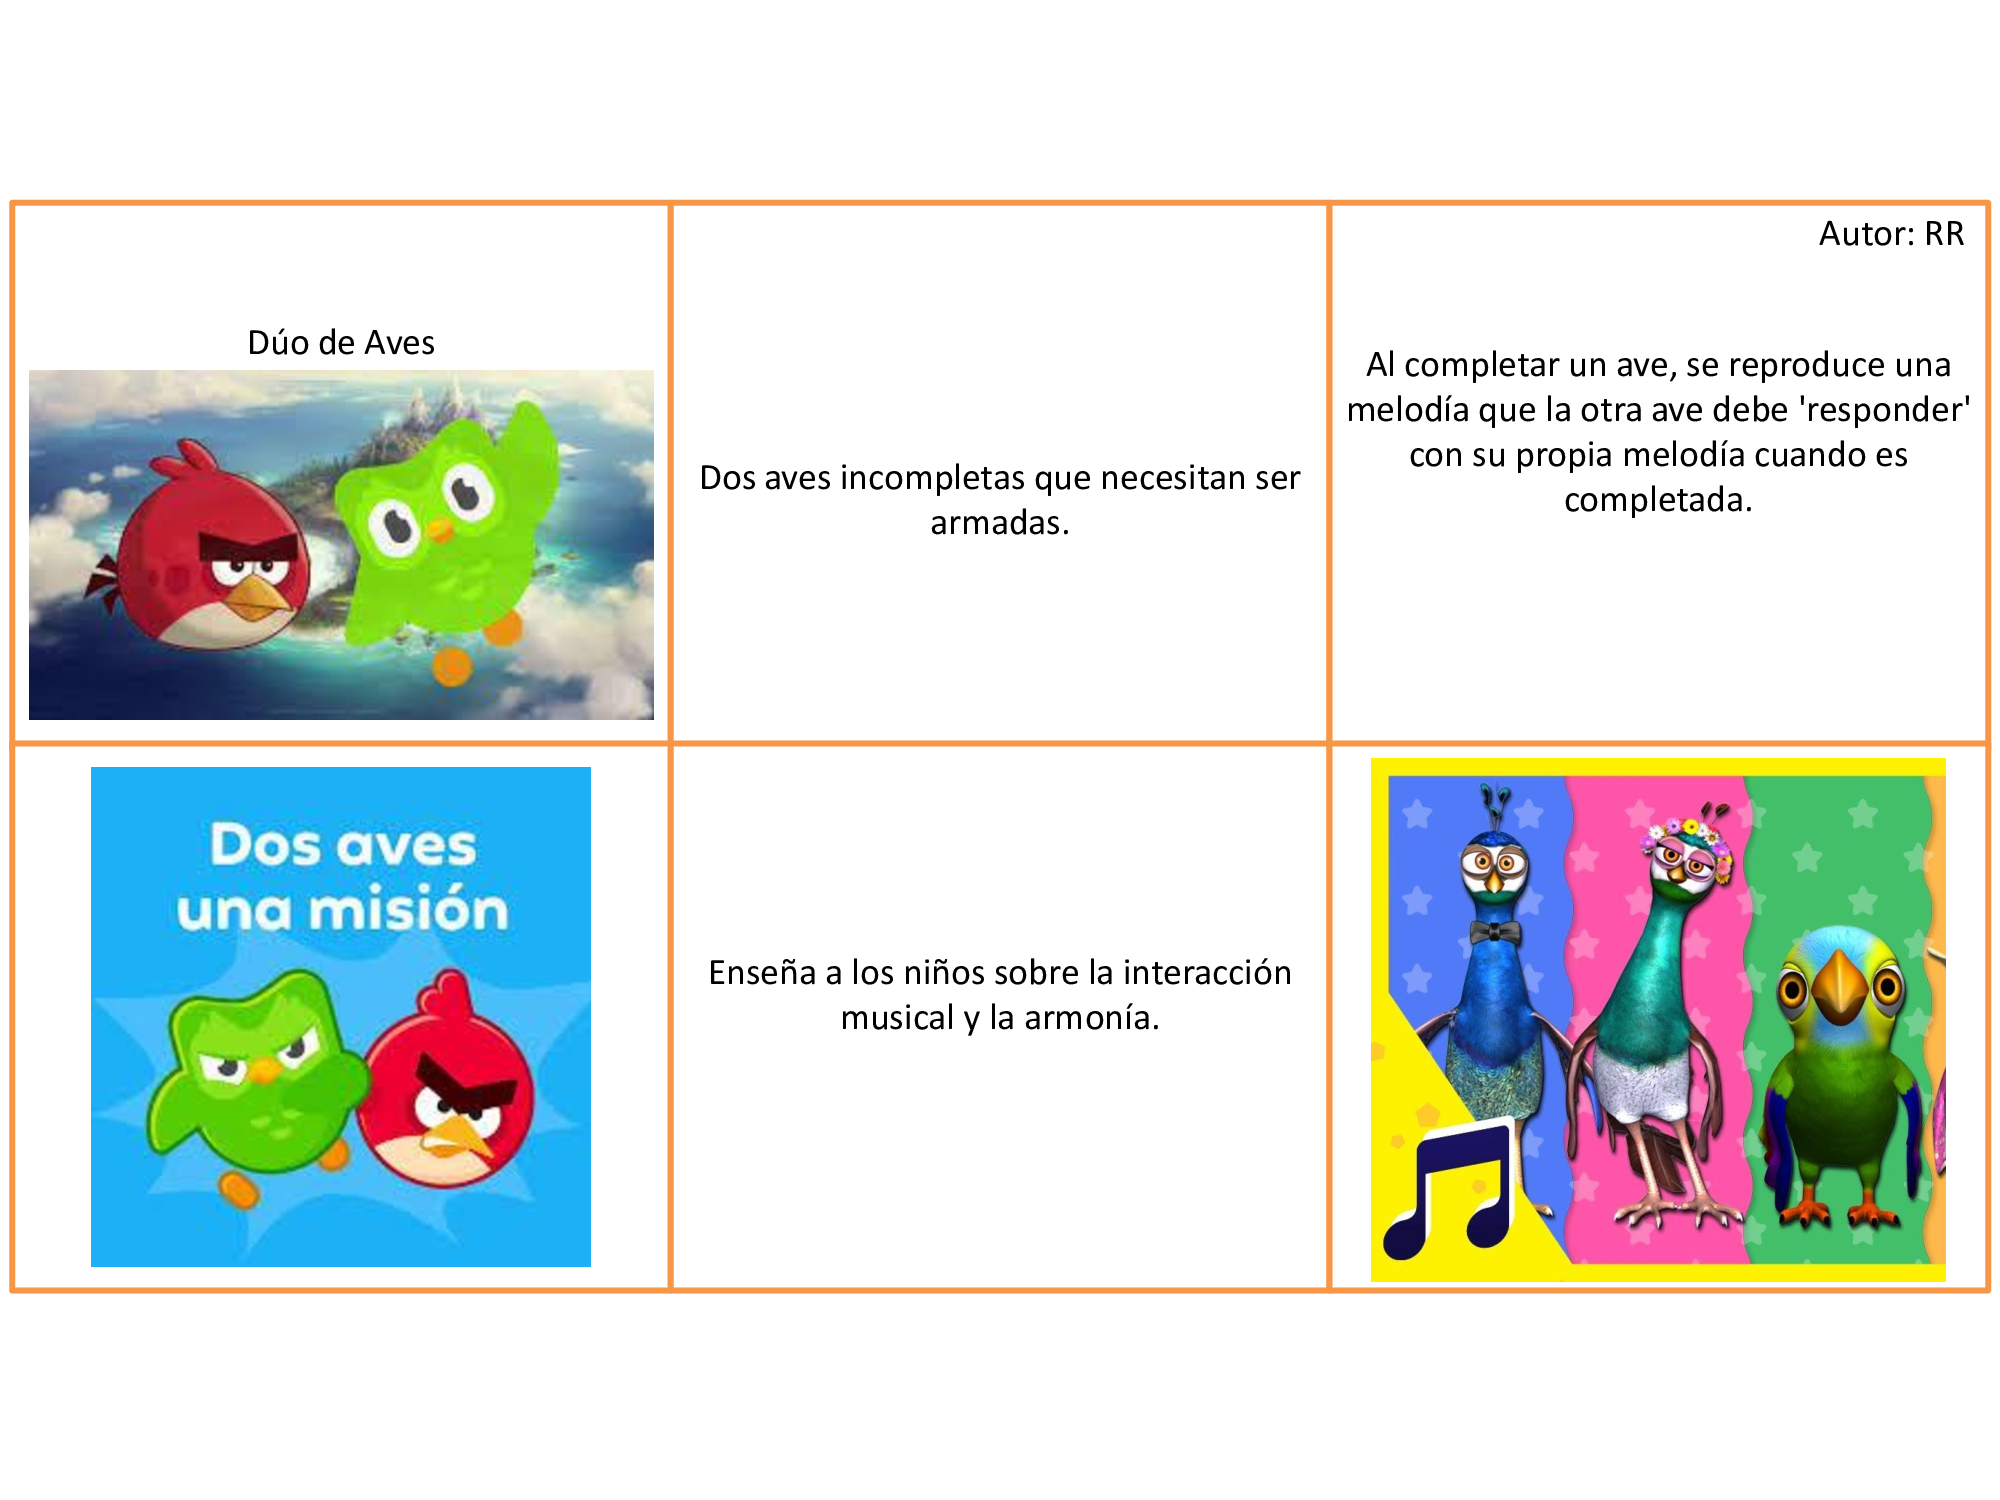 Dúo de Aves
Dos aves incompletas que necesitan ser
armadas.
Autor: RR
Al completar un ave, se reproduce una
melodía que la otra ave debe 'responder'
con su propia melodía cuando es
completada.
Dos aves
una misión
Enseña a los niños sobre la interacción
musical y la armonía.